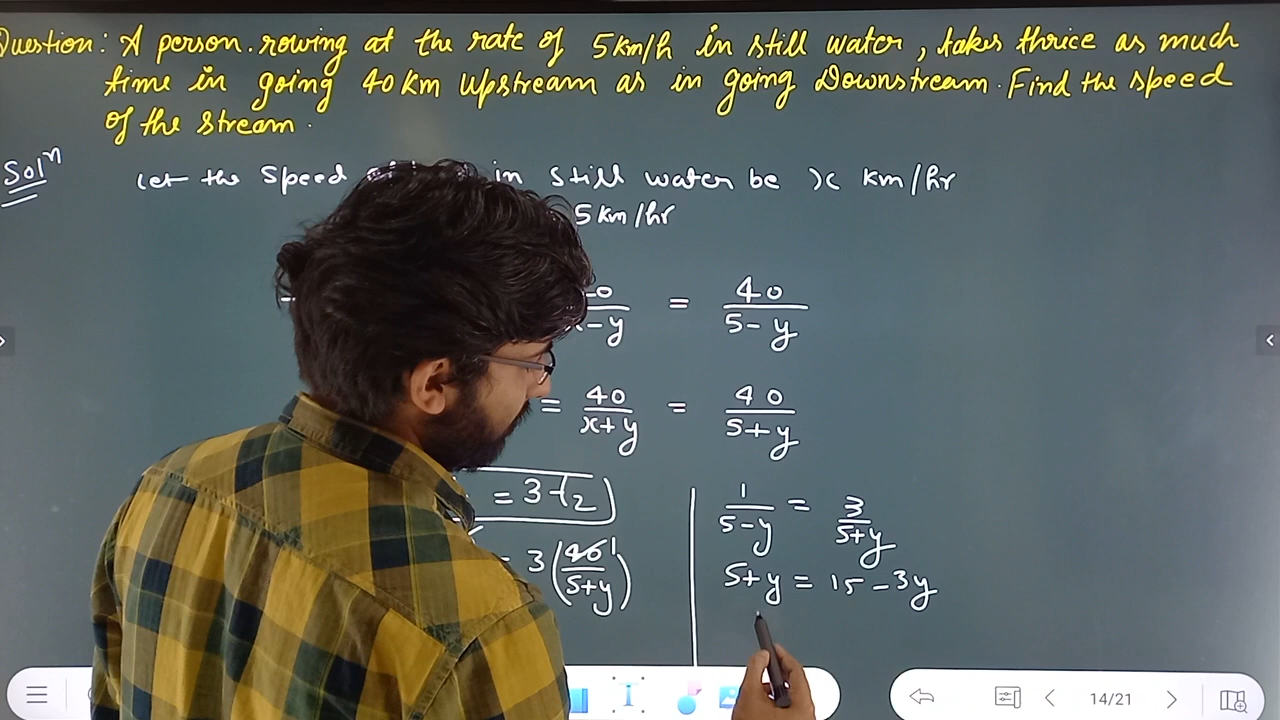 Question: A person rowing at the rate of 5km/h in still water, takes thrice as much
time in going 40km upstream as in going Downstream. Find the speed
of the stream.
Solⁿ
Let the speed in still water be x km/hr
5km/hr
-y = 40/(5-y)
= 40/(x+y) = 40/(5+y)
= 3t₂
3(40/(5+y)) 1
1/(5-y) = 3/(5+y)
5+y = 15-3y
14/21